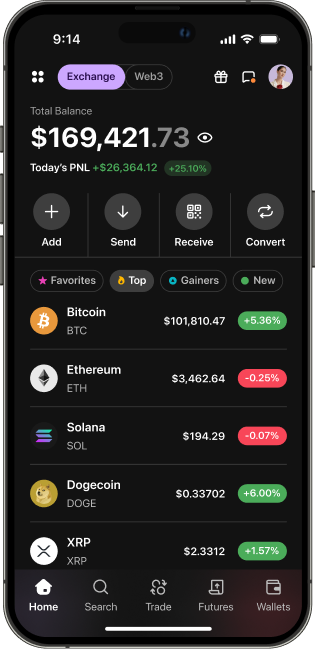 9:14
Exchange Web3
Total Balance
$169,421.73
Today's PNL +$26,364.12 +25.10%
Add Send Receive Convert
Favorites Top Gainers New
Bitcoin
BTC
$101,810.47 +5.36%
Ethereum
ETH
$3,462.64 -0.25%
Solana
SOL
$194.29 -0.07%
Dogecoin
DOGE
$0.33702 +6.00%
XRP
XRP
$2.3312 +1.57%
Home Search Trade Futures Wallets